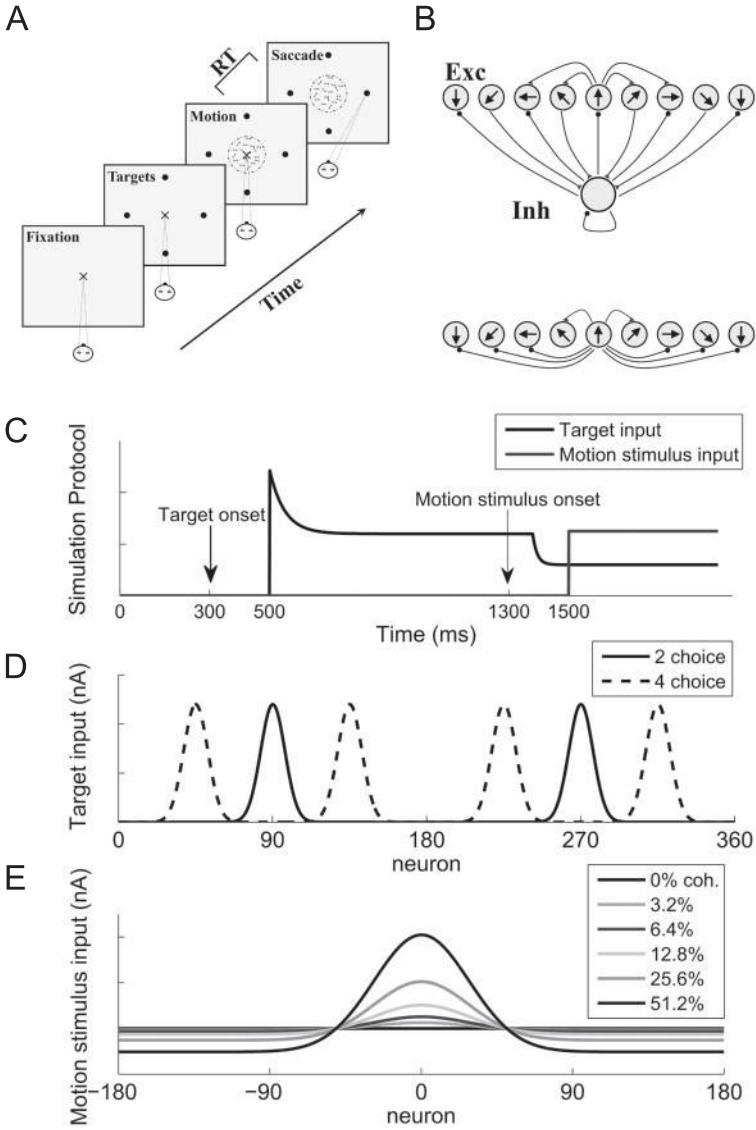 A
Fixation
Targets
Motion
Saccade
RT
Time
B
Exc
Inh
C
Simulation Protocol
Target input
Motion stimulus input
Target onset
Motion stimulus onset
0 300 500 1300 1500
Time (ms)
D
Target input (nA)
2 choice
4 choice
0 90 180 270 360
neuron
E
Motion stimulus input (nA)
0% coh.
3.2%
6.4%
12.8%
25.6%
51.2%
−180 −90 0 90 180
neuron